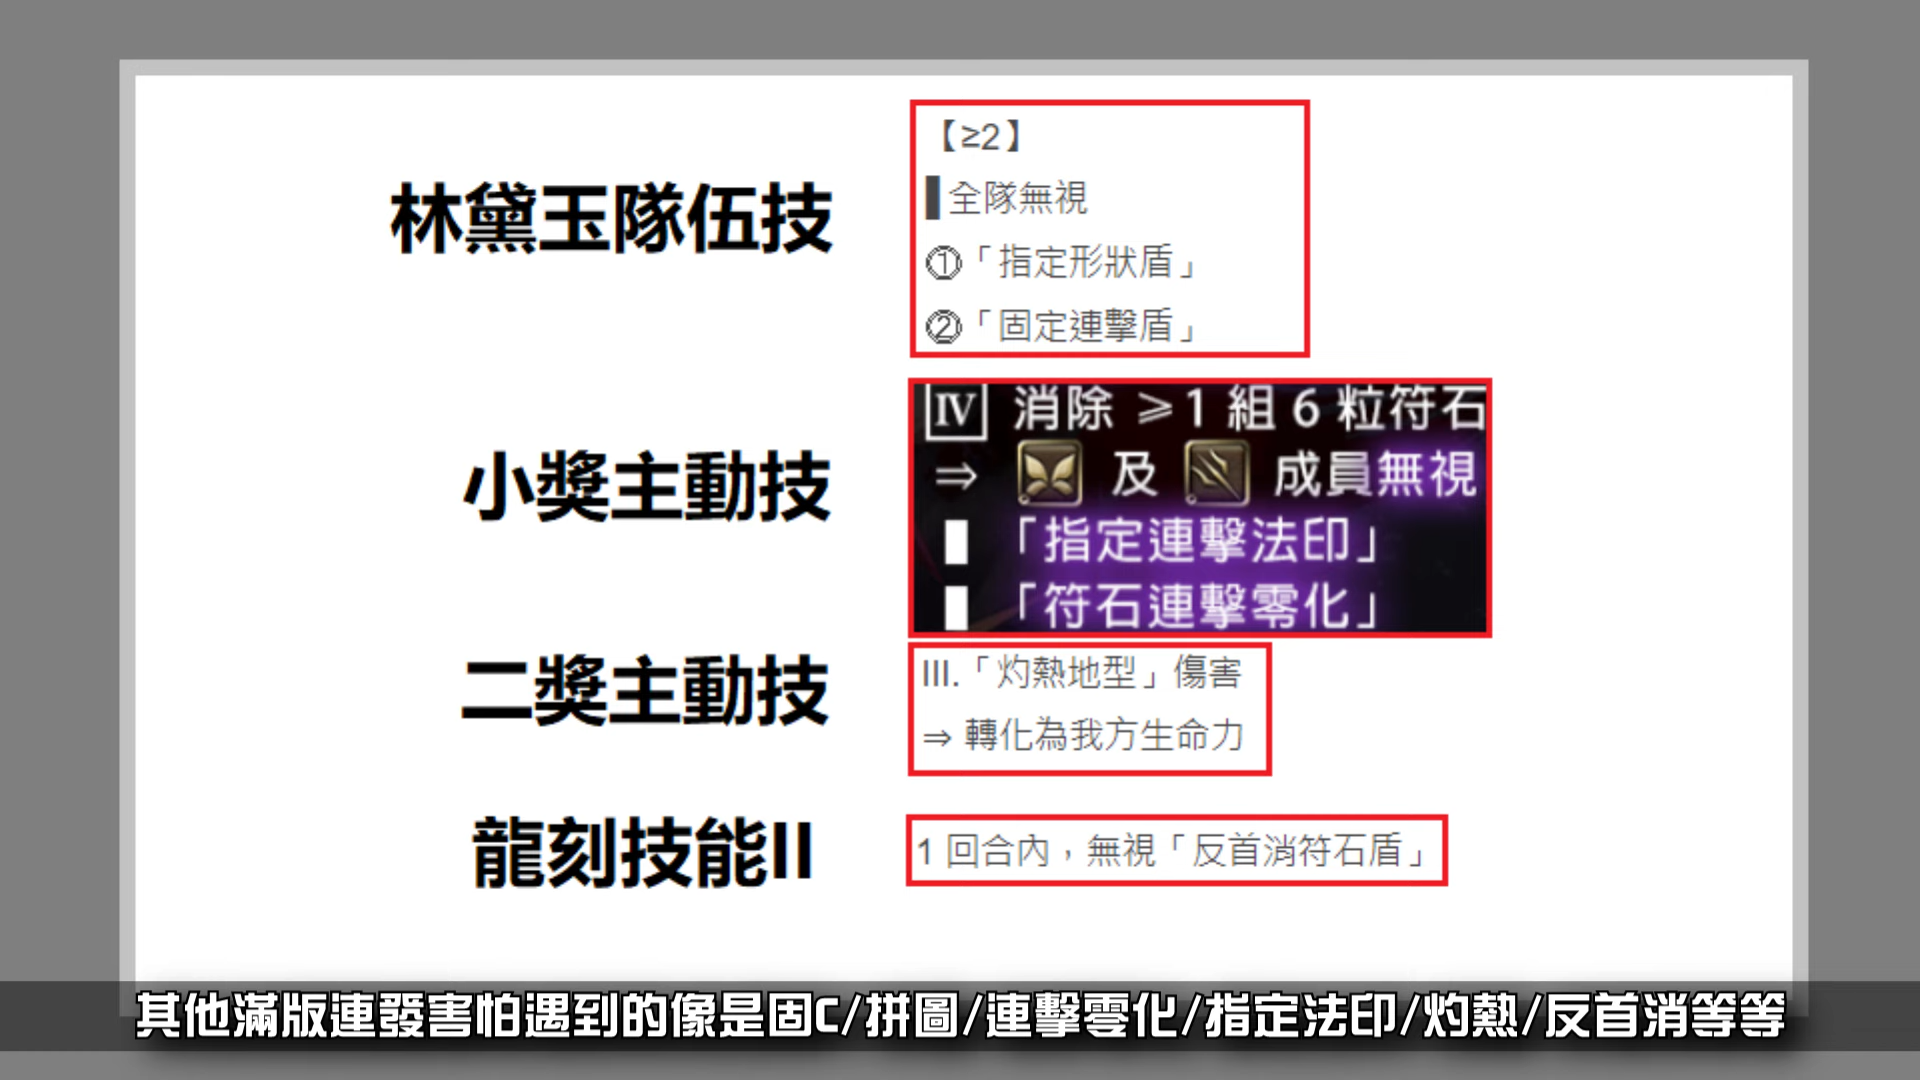 林黛玉隊伍技
【≥2】
▌全隊無視
①「指定形狀盾」
②「固定連擊盾」
小獎主動技
IV 消除 ≥1 組 6 粒符石
⇒ 及 成員無視
▌「指定連擊法印」
▌「符石連擊零化」
二獎主動技
III.「灼熱地型」傷害
⇒ 轉化為我方生命力
龍刻技能II
1 回合內，無視「反首消符石盾」
其他滿版連發害怕遇到的像是固C/拼圖/連擊零化/指定法印/灼熱/反首消等等